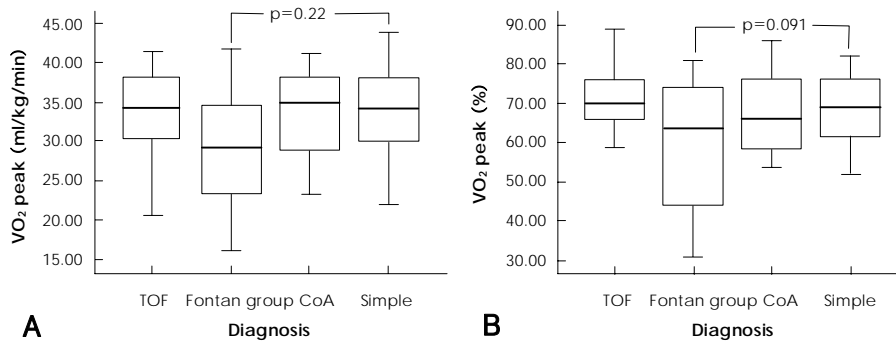 VO₂ peak (ml/kg/min)
45.00
40.00
35.00
30.00
25.00
20.00
15.00
p=0.22
TOF Fontan group CoA Simple
Diagnosis
A
VO₂ peak (%)
90.00
80.00
70.00
60.00
50.00
40.00
30.00
p=0.091
TOF Fontan group CoA Simple
Diagnosis
B